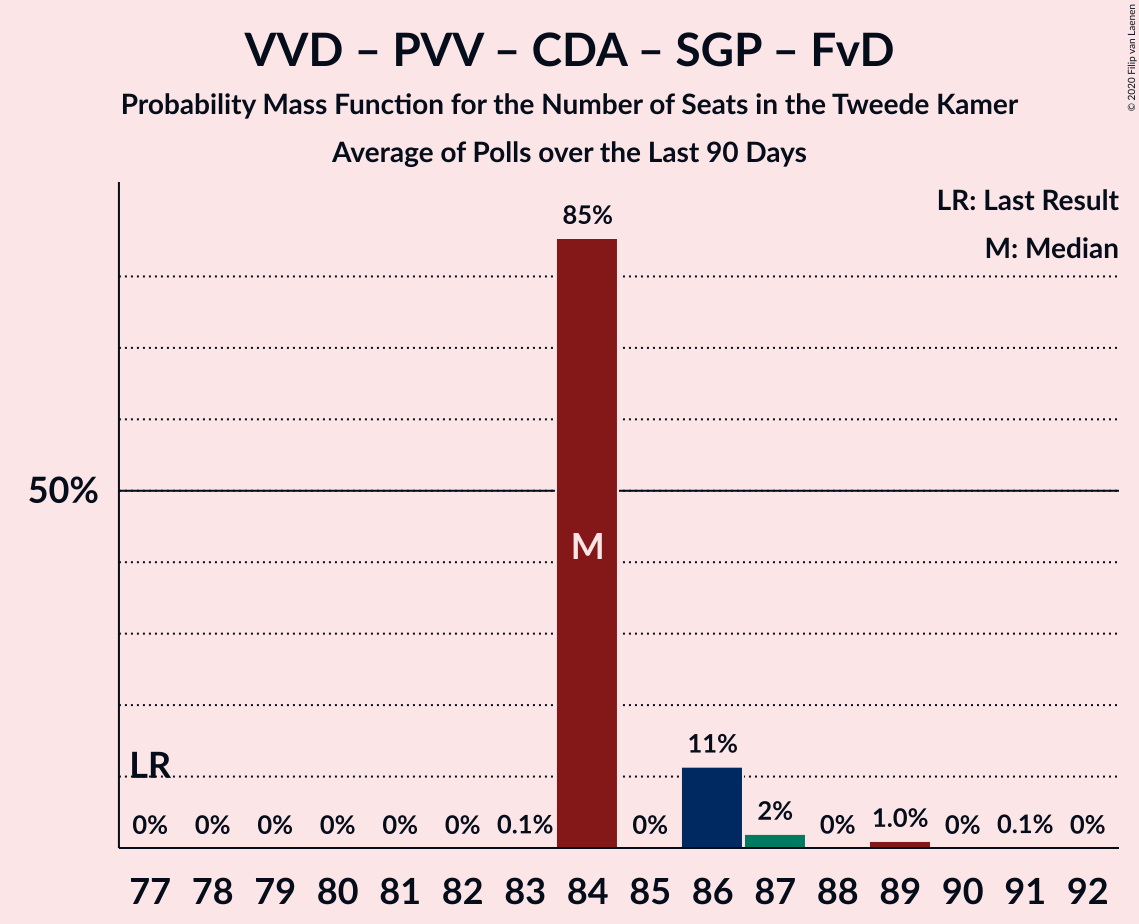 VVD – PVV – CDA – SGP – FvD
Probability Mass Function for the Number of Seats in the Tweede Kamer
Average of Polls over the Last 90 Days
© 2020 Filip van Laenen
LR: Last Result
M: Median
85%
50%
M
LR
11%
0% 0% 0% 0% 0% 0% 0.1% 0% 2% 0% 1.0% 0% 0.1% 0%
77 78 79 80 81 82 83 84 85 86 87 88 89 90 91 92